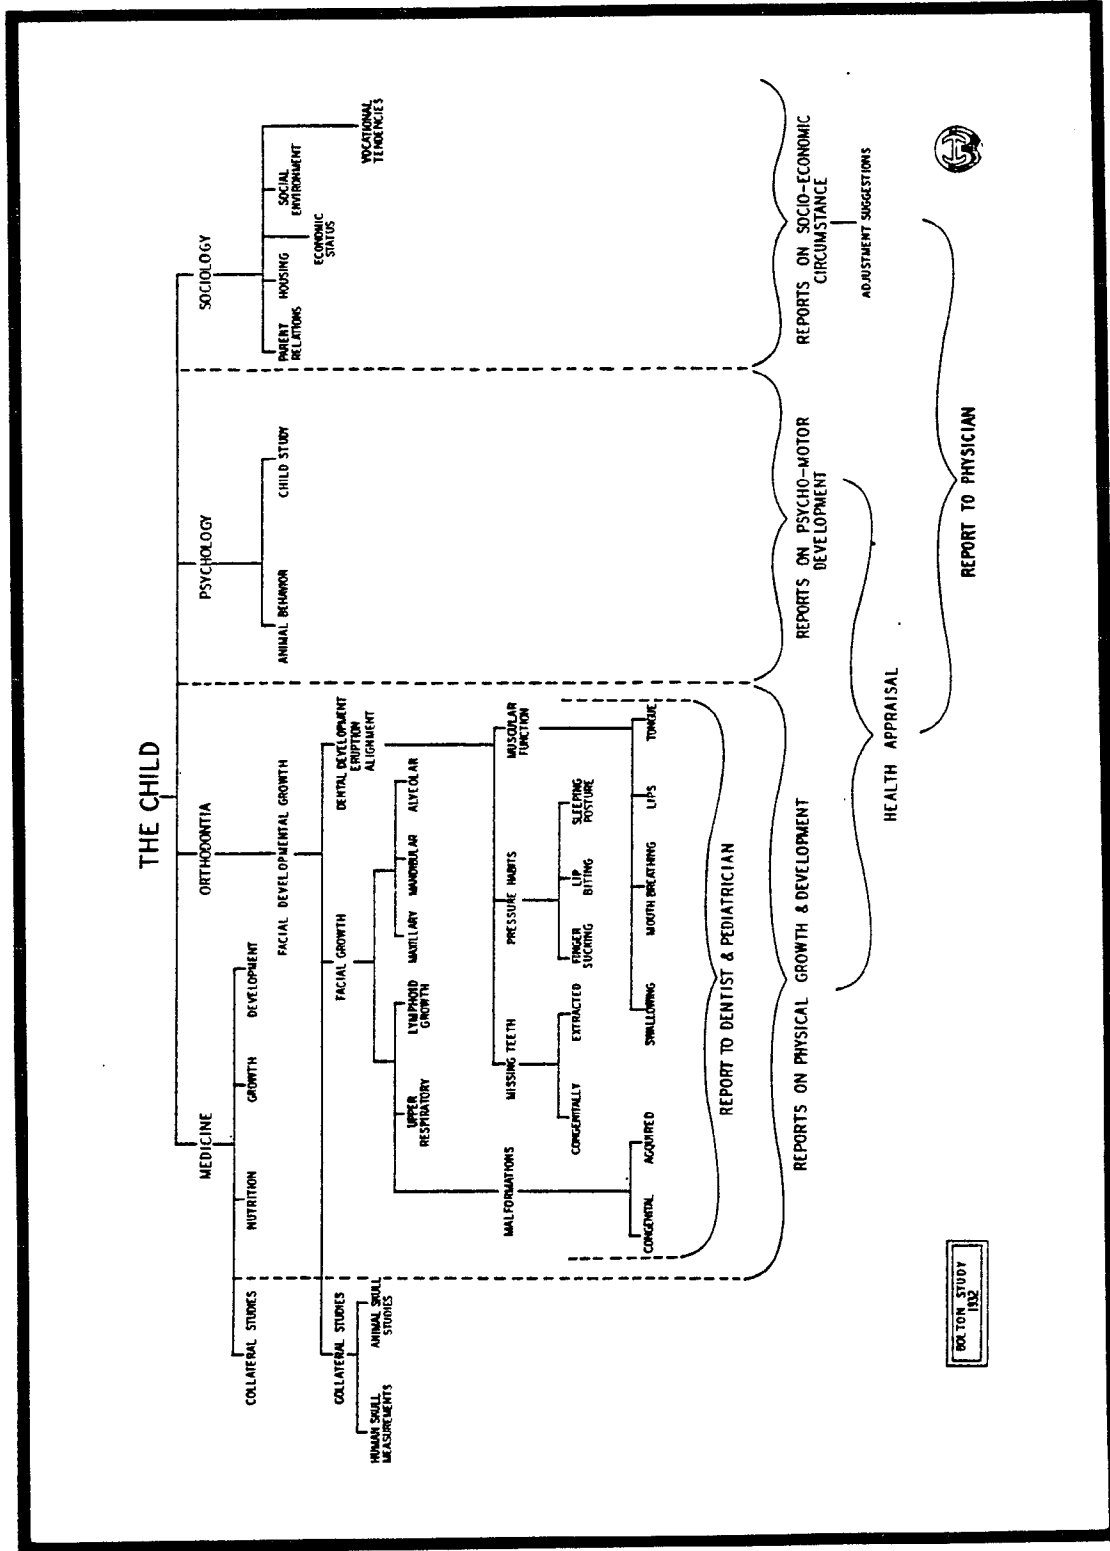 THE CHILD
MEDICINE
ORTHODONTIA
PSYCHOLOGY
SOCIOLOGY
COLLATERAL STUDIES
NUTRITION
GROWTH
DEVELOPMENT
FACIAL DEVELOPMENTAL GROWTH
ANIMAL BEHAVIOR
CHILD STUDY
PARENT
RELATIONS
HOUSING
ECONOMIC
STATUS
SOCIAL
ENVIRONMENT
VOCATIONAL
TENDENCIES
COLLATERAL STUDIES
FACIAL GROWTH
DENTAL DEVELOPMENT
ERUPTION
ALIGNMENT
HUMAN SKULL
MEASUREMENTS
ANIMAL SKULL
STUDIES
UPPER
RESPIRATORY
LYMPHOID
GROWTH
MAXILLARY
MANDIBULAR
ALVEOLAR
MALFORMATIONS
MISSING TEETH
PRESSURE HABITS
MUSCULAR
FUNCTION
CONGENITALLY
EXTRACTED
FINGER
SUCKING
LIP
BITING
SLEEPING
POSTURE
CONGENITAL
ACQUIRED
SWALLOWING
MOUTH BREATHING
LIPS
TONGUE
REPORT TO DENTIST & PEDIATRICIAN
REPORTS ON PHYSICAL GROWTH & DEVELOPMENT
REPORTS ON PSYCHO-MOTOR
DEVELOPMENT
REPORTS ON SOCIO-ECONOMIC
CIRCUMSTANCE
ADJUSTMENT SUGGESTIONS
HEALTH APPRAISAL
REPORT TO PHYSICIAN
BOLTON STUDY
1932